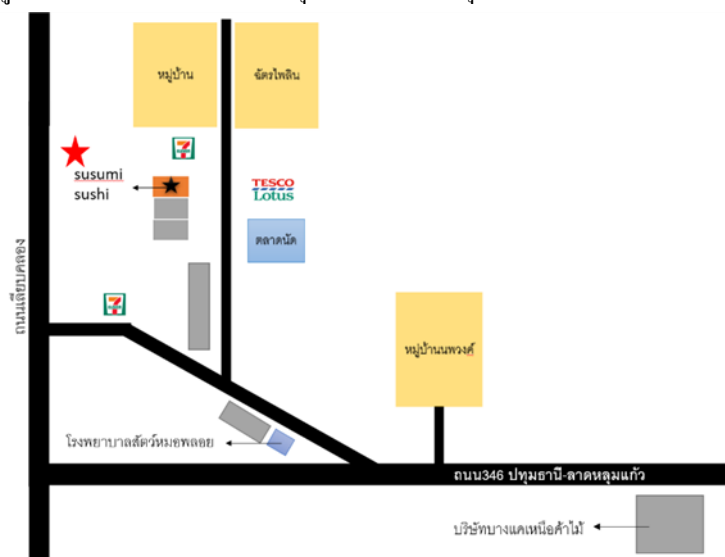 หมู่บ้าน
ฉัตรไพลิน
7
susumi
sushi
TESCO
Lotus
ตลาดนัด
ถนนเลียบคลอง
7
หมู่บ้านนพวงค์
โรงพยาบาลสัตว์หมอพลอย
ถนน346 ปทุมธานี-ลาดหลุมแก้ว
บริษัทบางแคเหนือค้าไม้